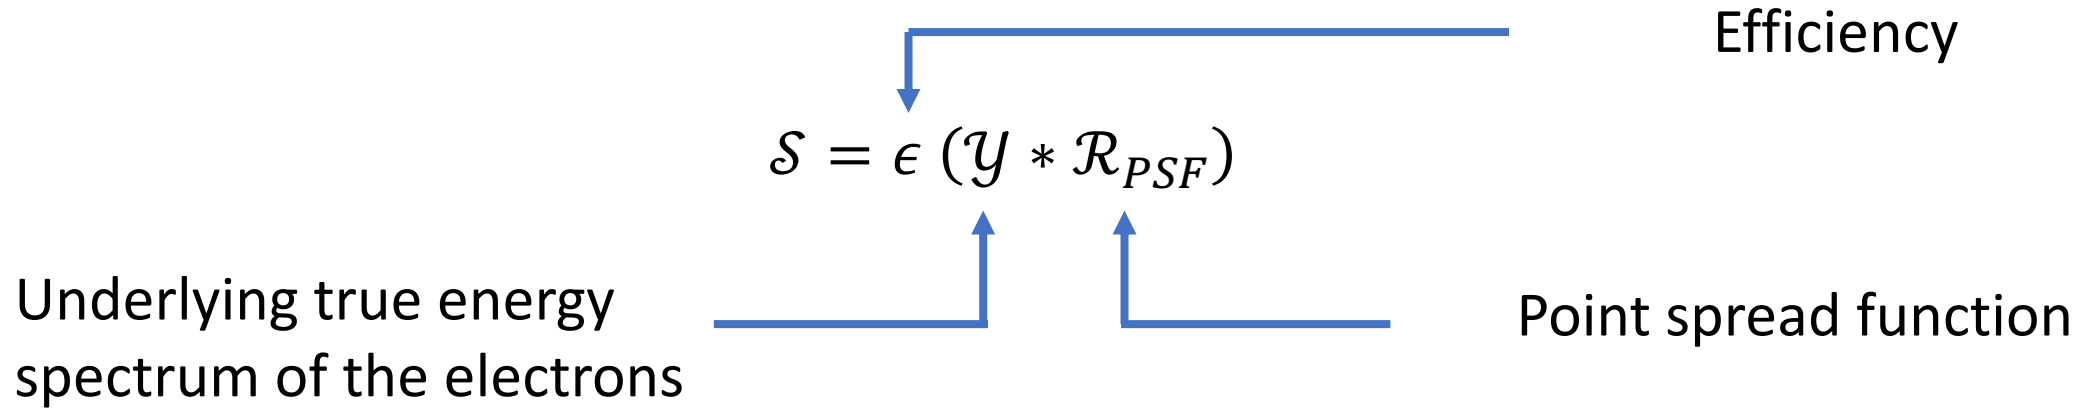 Efficiency
𝒮 = ϵ (𝒴 * ℛ_PSF)
Underlying true energy
spectrum of the electrons
Point spread function